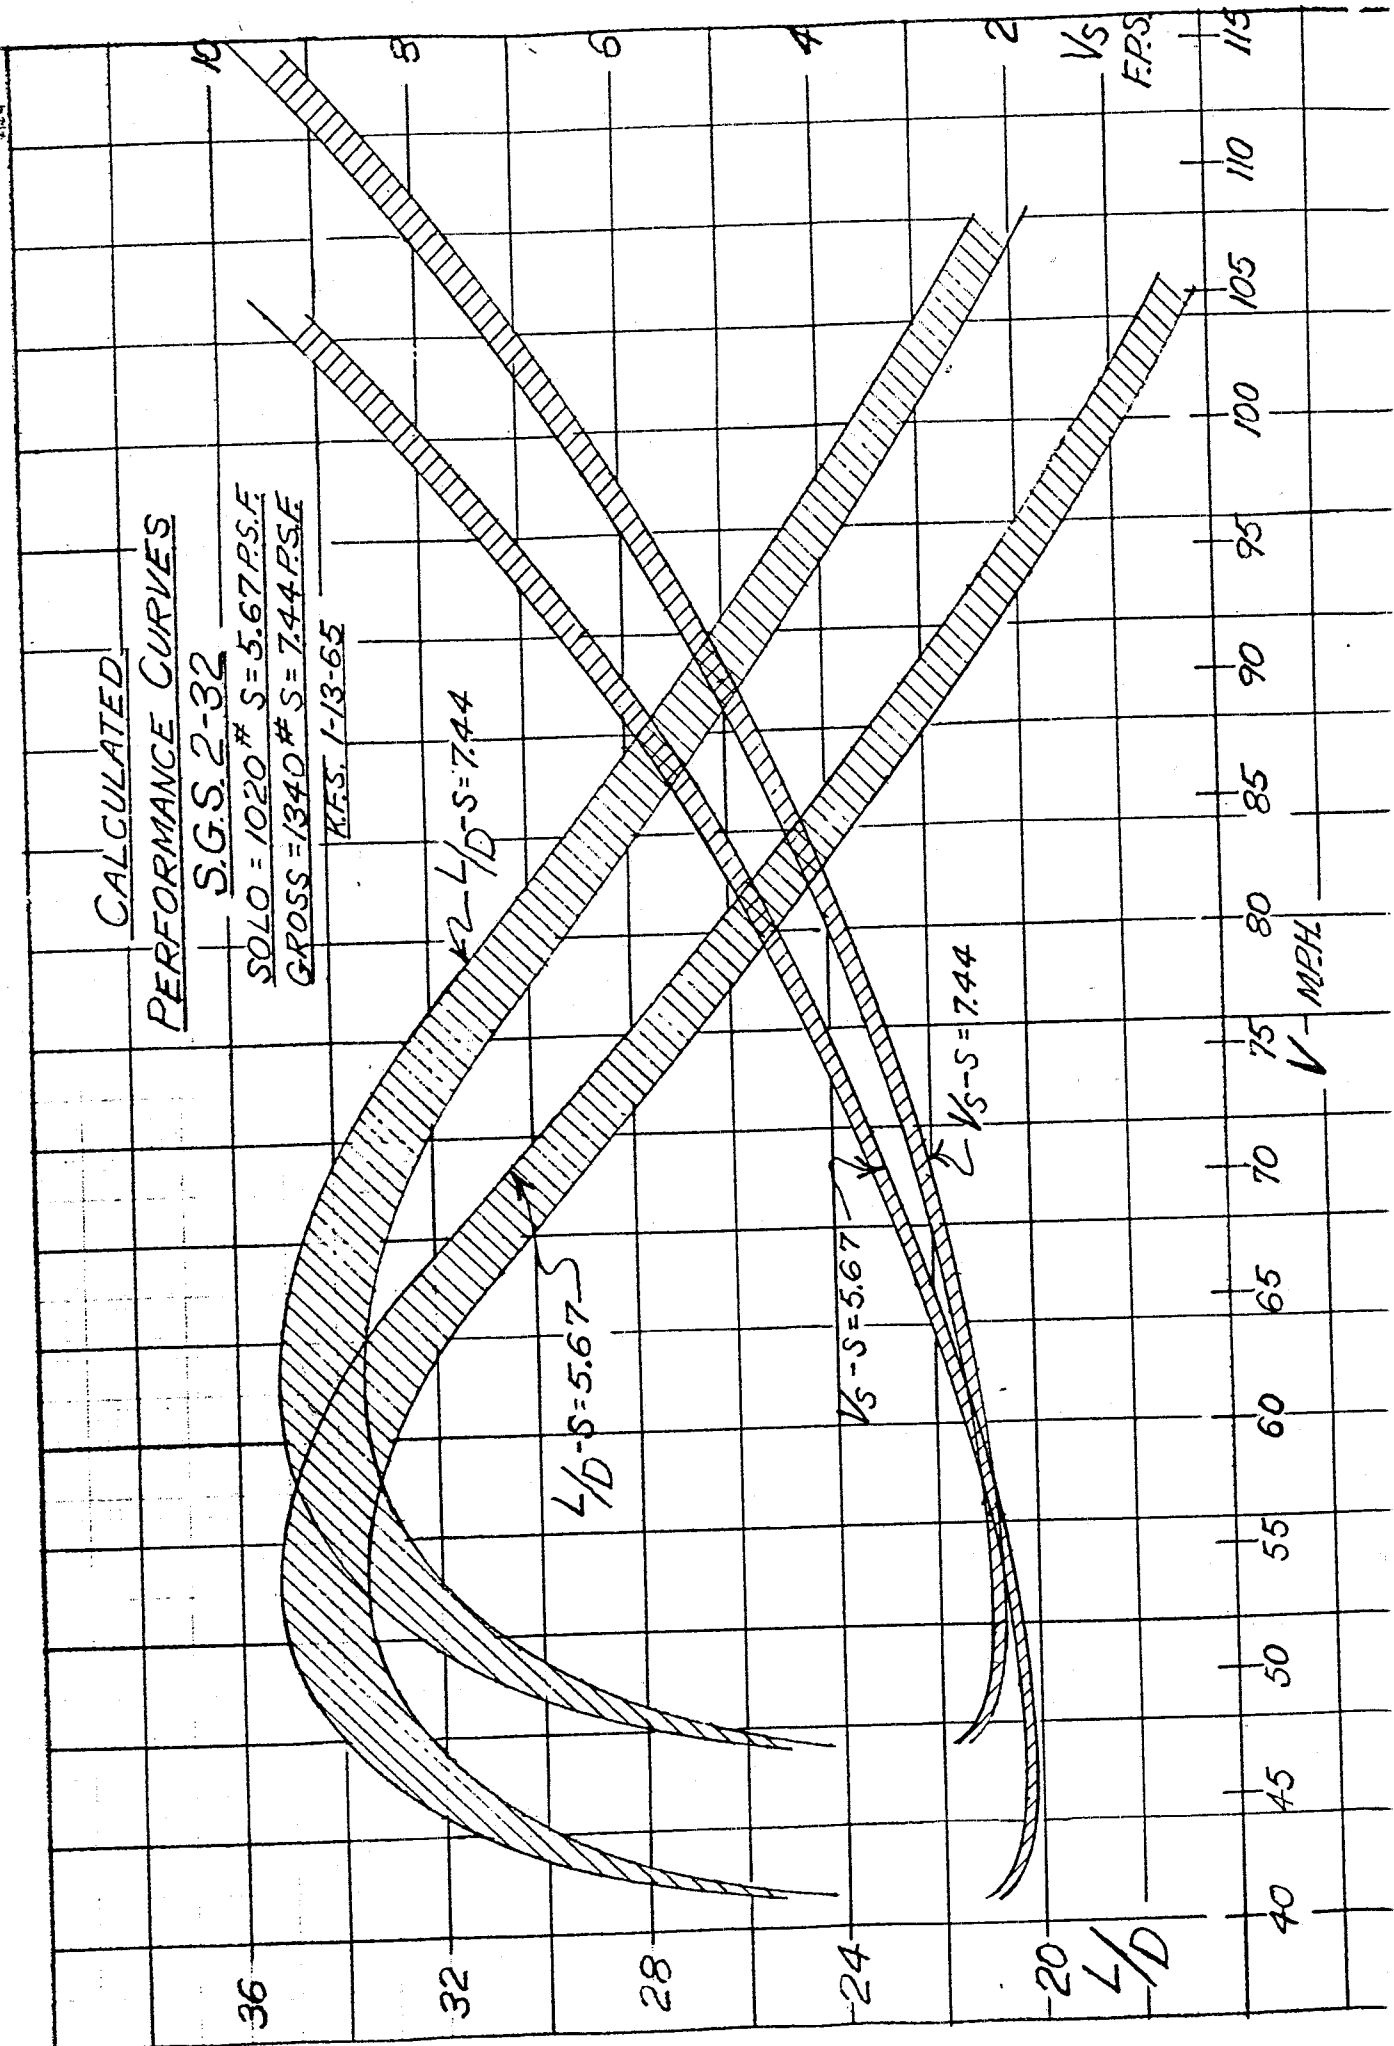 CALCULATED
PERFORMANCE CURVES
S.G.S. 2-32
SOLO = 1020# S = 5.67 P.S.F.
GROSS = 1340# S = 7.44 P.S.F.
K.F.S. 1-13-65
L/D - S = 7.44
L/D - S = 5.67
VS - S = 5.67
VS - S = 7.44
36
32
28
24
20
L/D
10
8
6
4
2
VS
F.P.S.
40
45
50
55
60
65
70
75
80
85
90
95
100
105
110
115
V M.P.H.